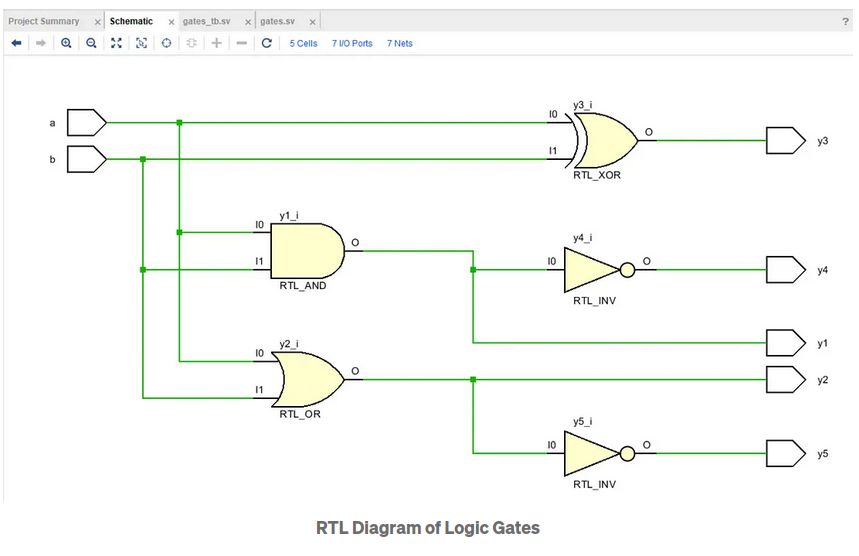 Project Summary × Schematic × gates_tb.sv × gates.sv × ?
5 Cells 7 I/O Ports 7 Nets
y3_i
a
I0
O
y3
b
I1
RTL_XOR
y1_i
I0
O
I1
RTL_AND
y4_i
I0
O
y4
RTL_INV
y1
y2_i
I0
O
y2
I1
RTL_OR
y5_i
I0
O
y5
RTL_INV
RTL Diagram of Logic Gates